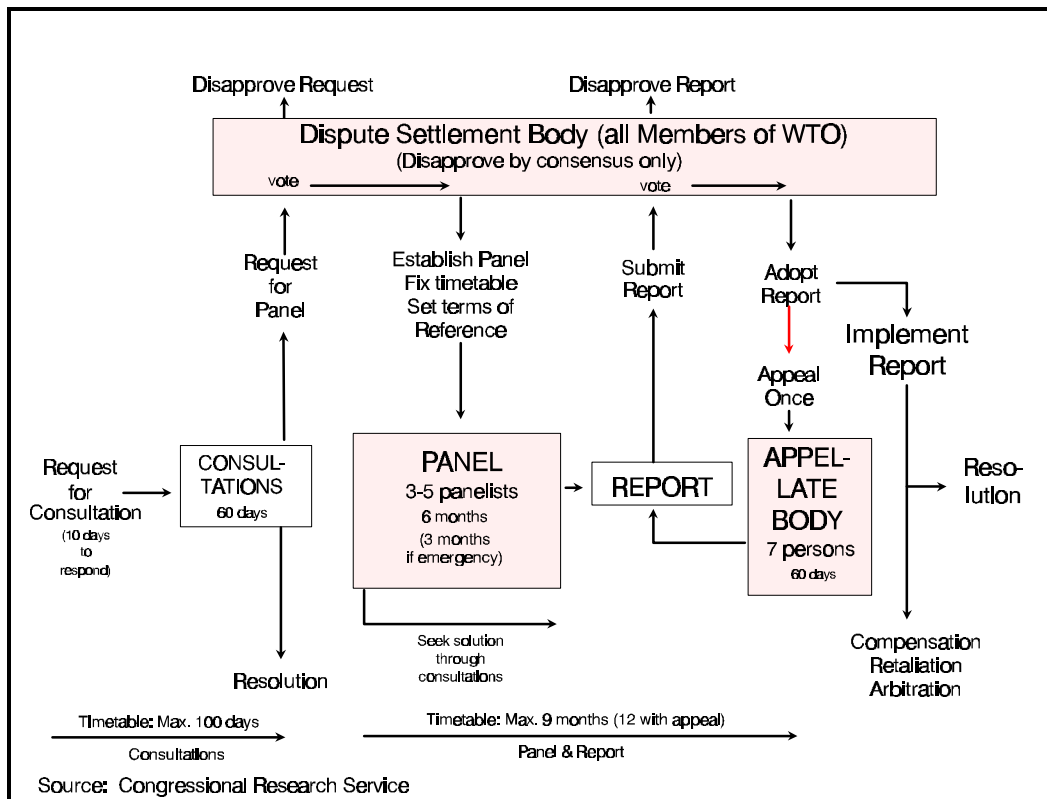 Disapprove Request
Disapprove Report
Dispute Settlement Body (all Members of WTO)
(Disapprove by consensus only)
vote
vote
Request
for
Panel
Establish Panel
Fix timetable
Set terms of
Reference
Submit
Report
Adopt
Report
Implement
Report
Appeal
Once
Request
for
Consultation
(10 days
to
respond)
CONSUL-
TATIONS
60 days
PANEL
3-5 panelists
6 months
(3 months
if emergency)
REPORT
APPEL-
LATE
BODY
7 persons
60 days
Reso-
lution
Seek solution
through
consultations
Resolution
Compensation
Retaliation
Arbitration
Timetable: Max. 100 days
Consultations
Timetable: Max. 9 months (12 with appeal)
Panel & Report
Source: Congressional Research Service